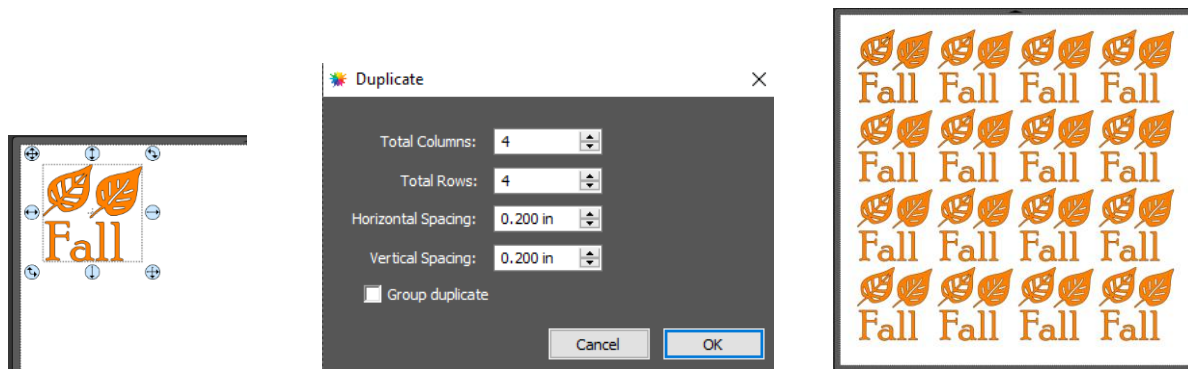 Fall
Duplicate
Total Columns: 4
Total Rows: 4
Horizontal Spacing: 0.200 in
Vertical Spacing: 0.200 in
Group duplicate
Cancel OK
Fall Fall Fall Fall
Fall Fall Fall Fall
Fall Fall Fall Fall
Fall Fall Fall Fall